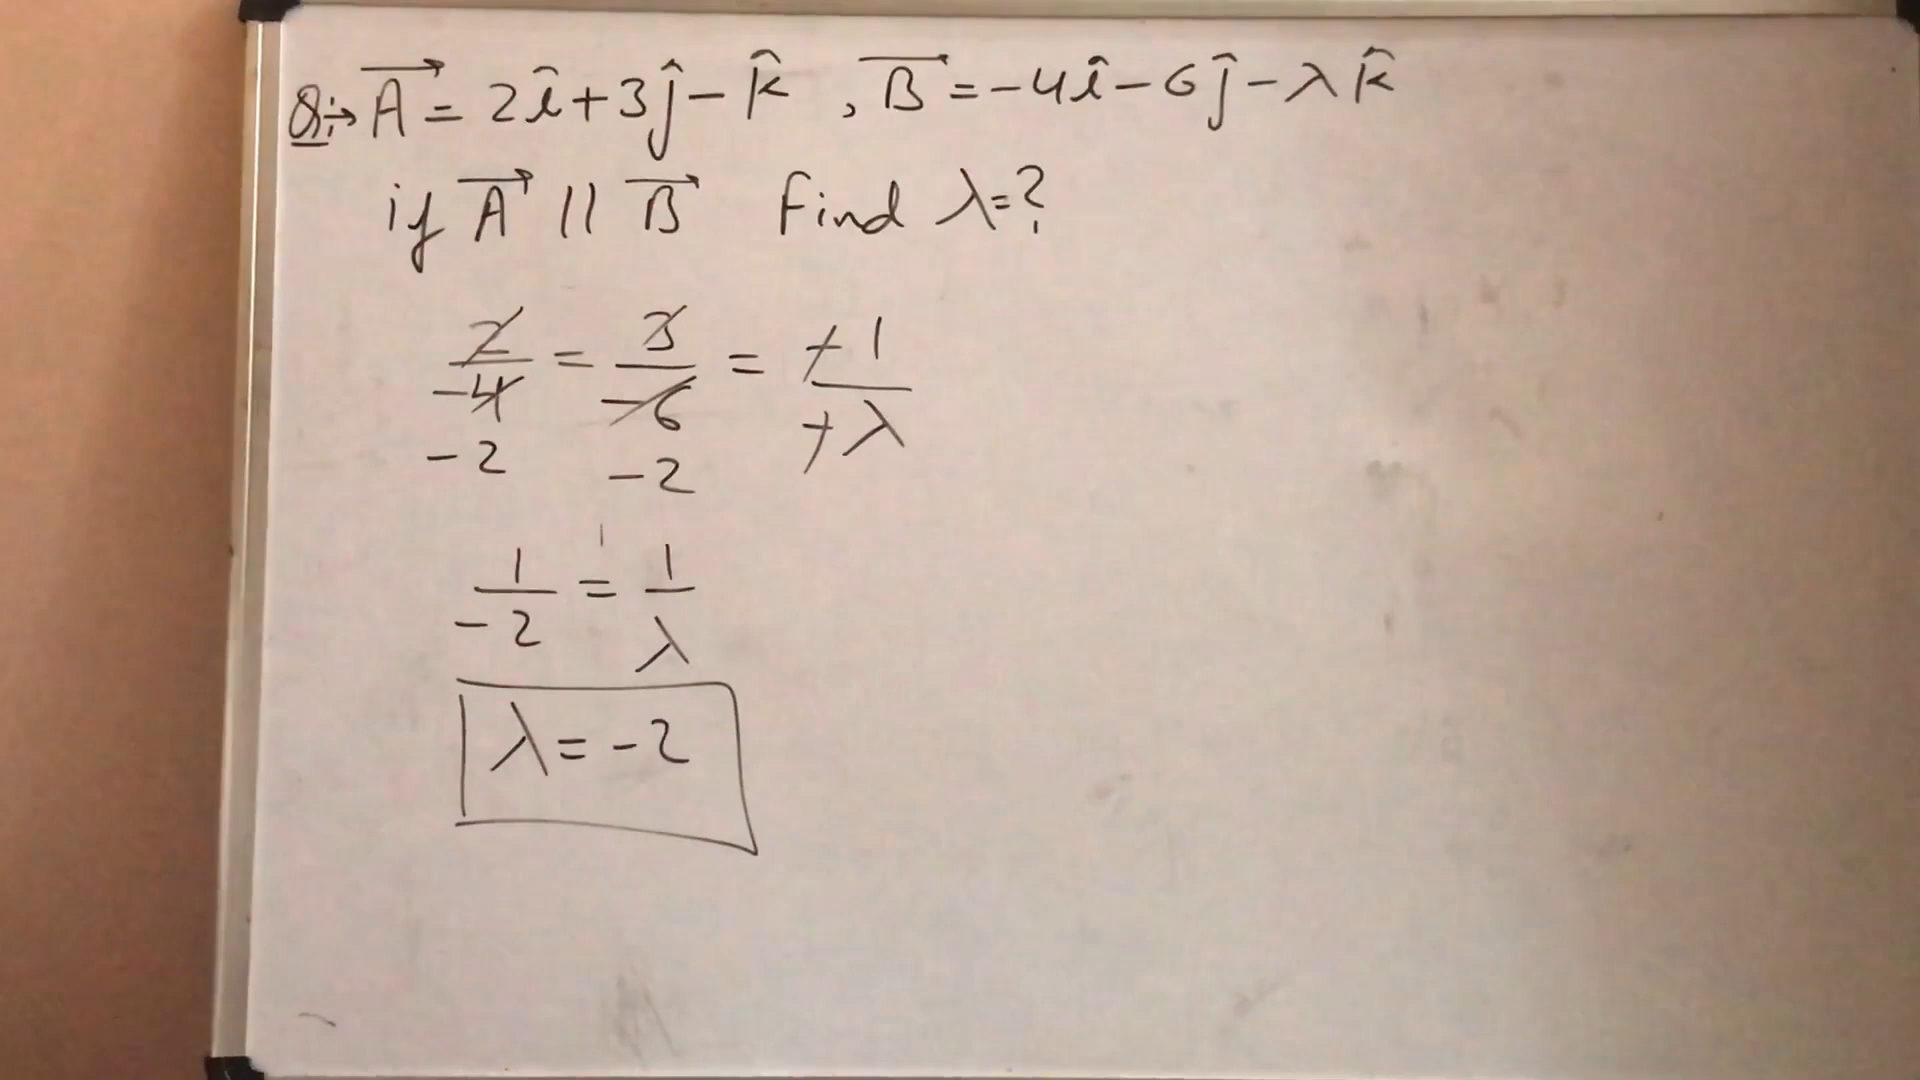 Q:→ A⃗ = 2î + 3ĵ - k̂ , B⃗ = -4î - 6ĵ - λk̂
if A⃗ || B⃗ Find λ=?
2/-4 = 3/-6 = -1/-λ
-2 -2
1/-2 = 1/λ
λ = -2